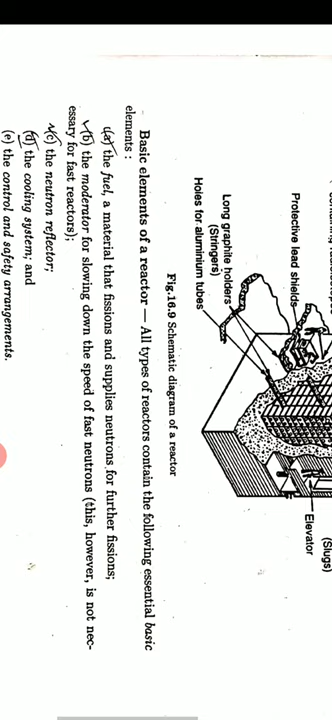 (Slugs)
Elevator
Protective lead shields
Long graphite holders
(Stringers)
Holes for aluminium tubes
Fig.16.9 Schematic diagram of a reactor
Basic elements of a reactor — All types of reactors contain the following essential basic
elements :
(a) the fuel, a material that fissions and supplies neutrons for further fissions;
(b) the moderator for slowing down the speed of fast neutrons (this, however, is not nec-
essary for fast reactors);
(c) the neutron reflector;
(d) the cooling system; and
(e) the control and safety arrangements.